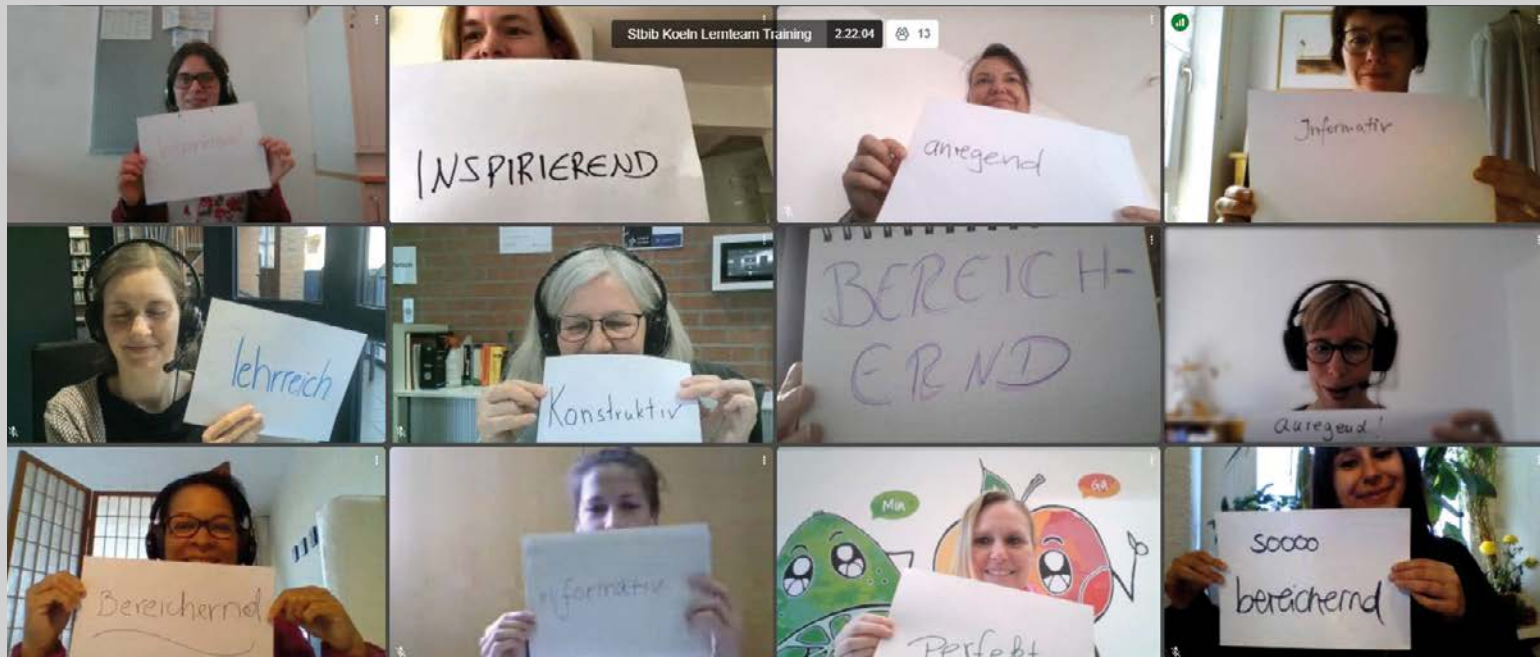 Stbib Koeln Lernteam Training 2:22:04 13
INSPIRIEREND
anregend
Informativ
lehrreich
Konstruktiv
BEREICH-
ERND
anregend!
Bereichernd
informativ
MIA
GA
Perfekt
soooo
bereichernd